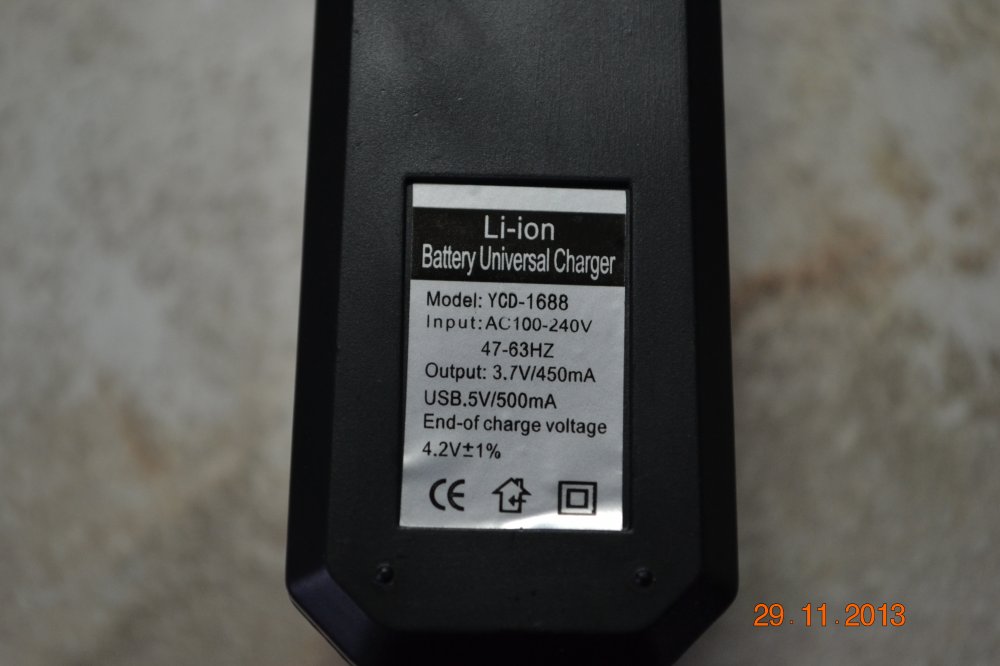 Li-ion
Battery Universal Charger
Model: YCD-1688
Input:AC100-240V
47-63HZ
Output: 3.7V/450mA
USB.5V/500mA
End-of charge voltage
4.2V±1%
CE
29.11.2013